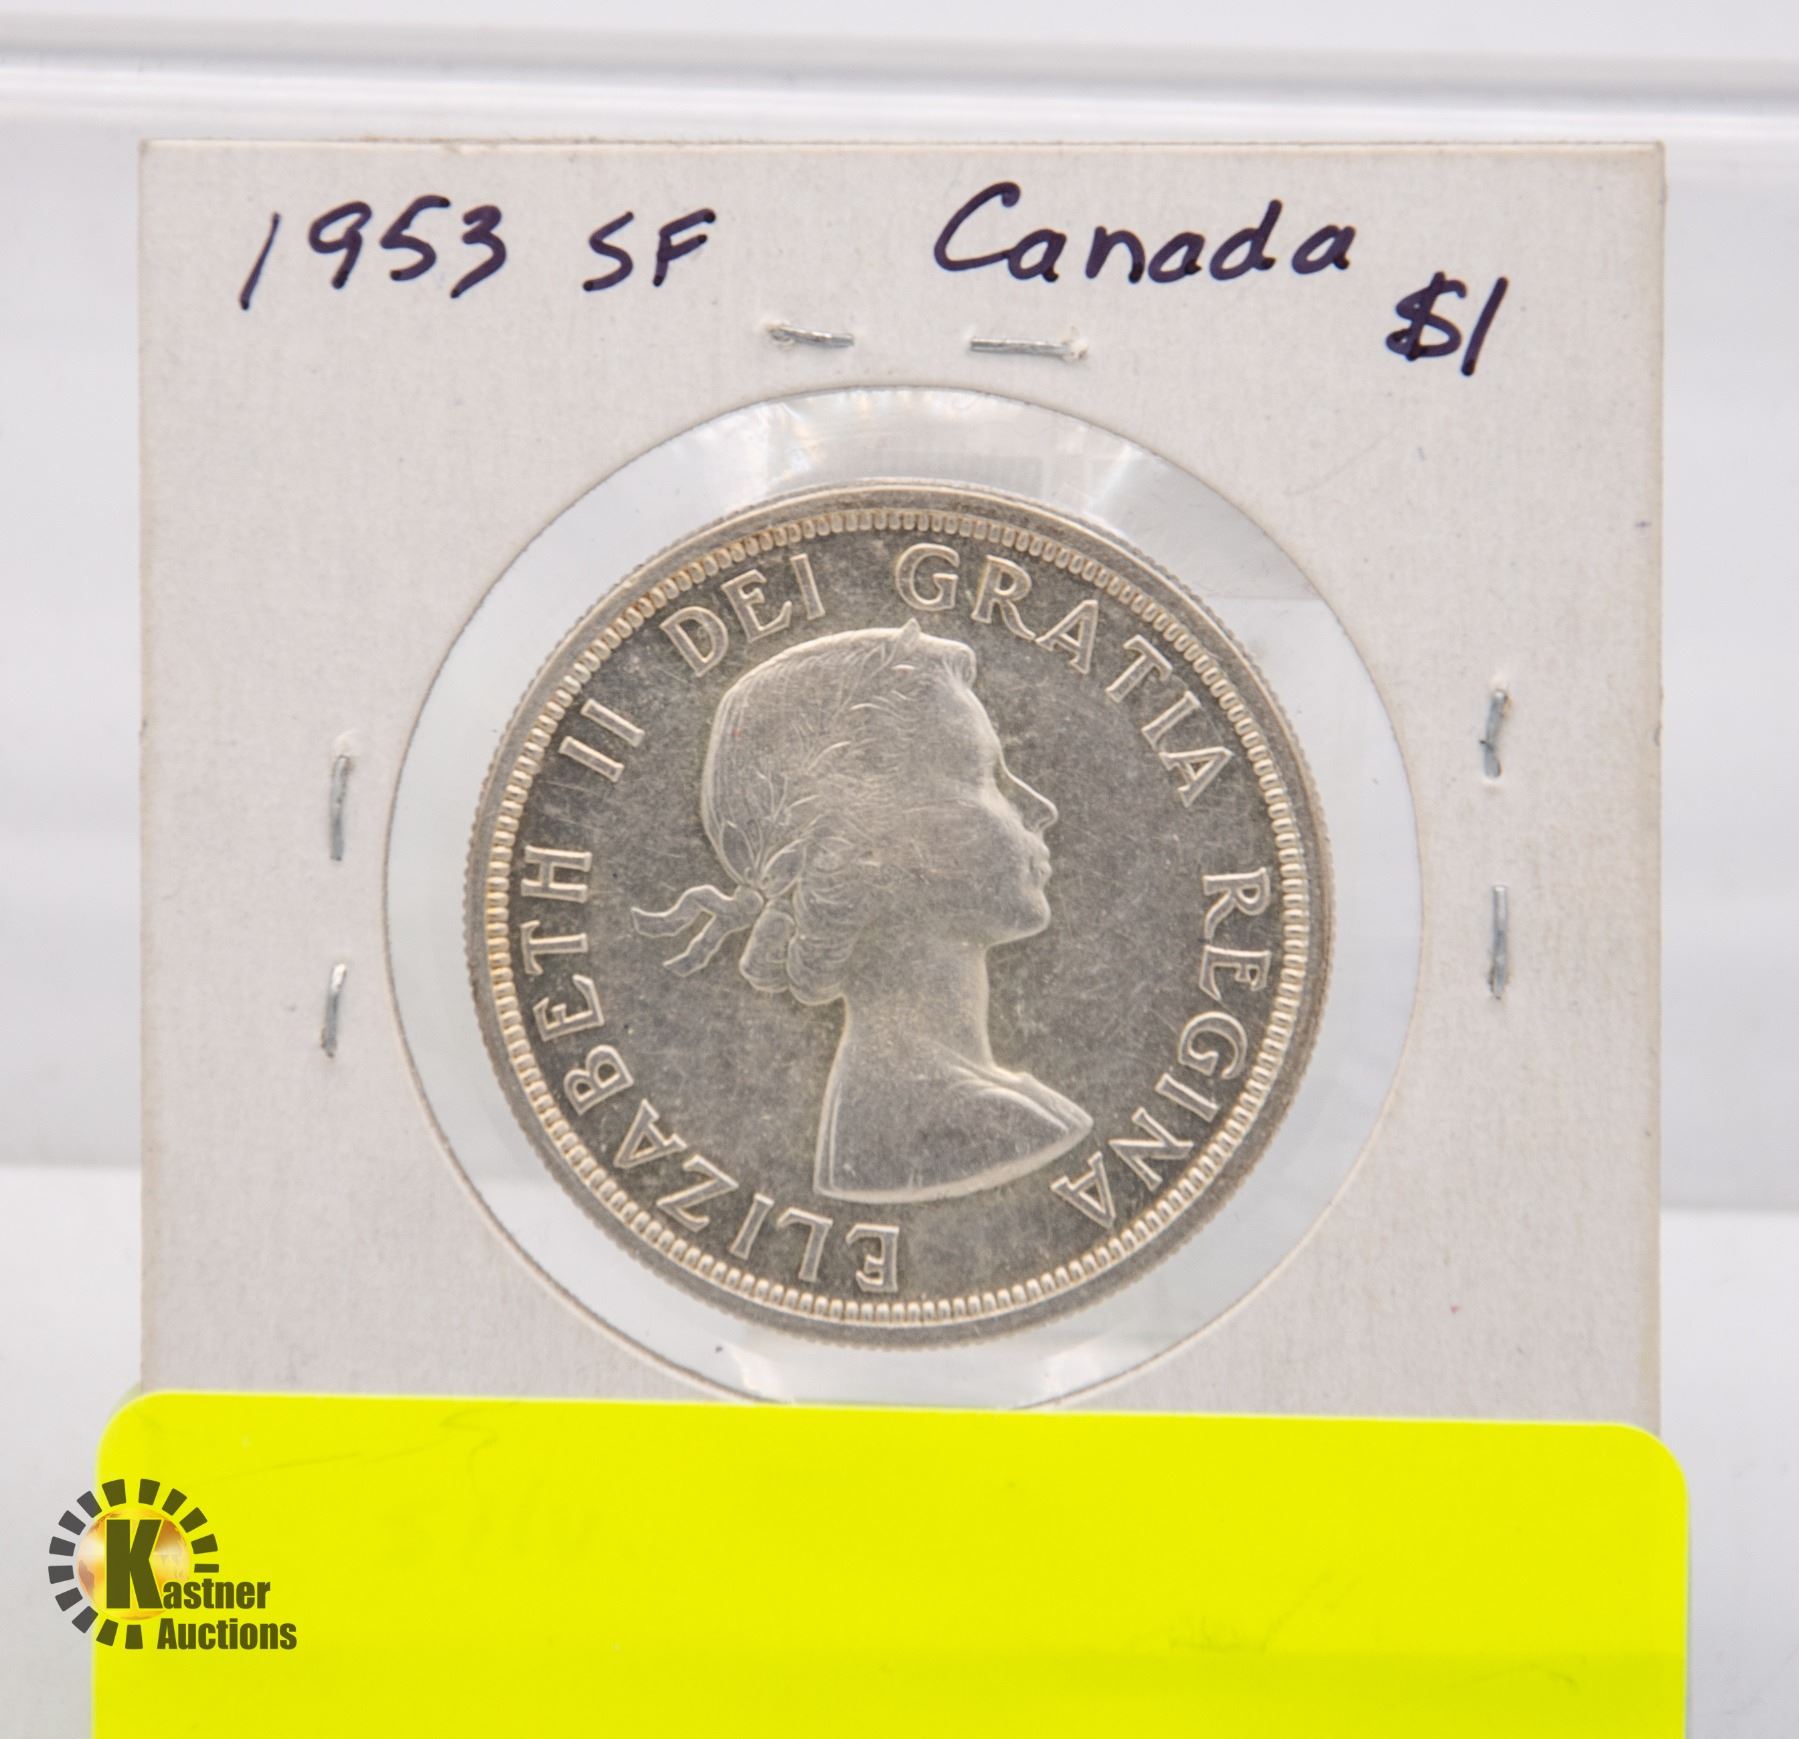 1953 SF Canada
$1
ELIZABETH II DEI GRATIA REGINA
Kastner
Auctions